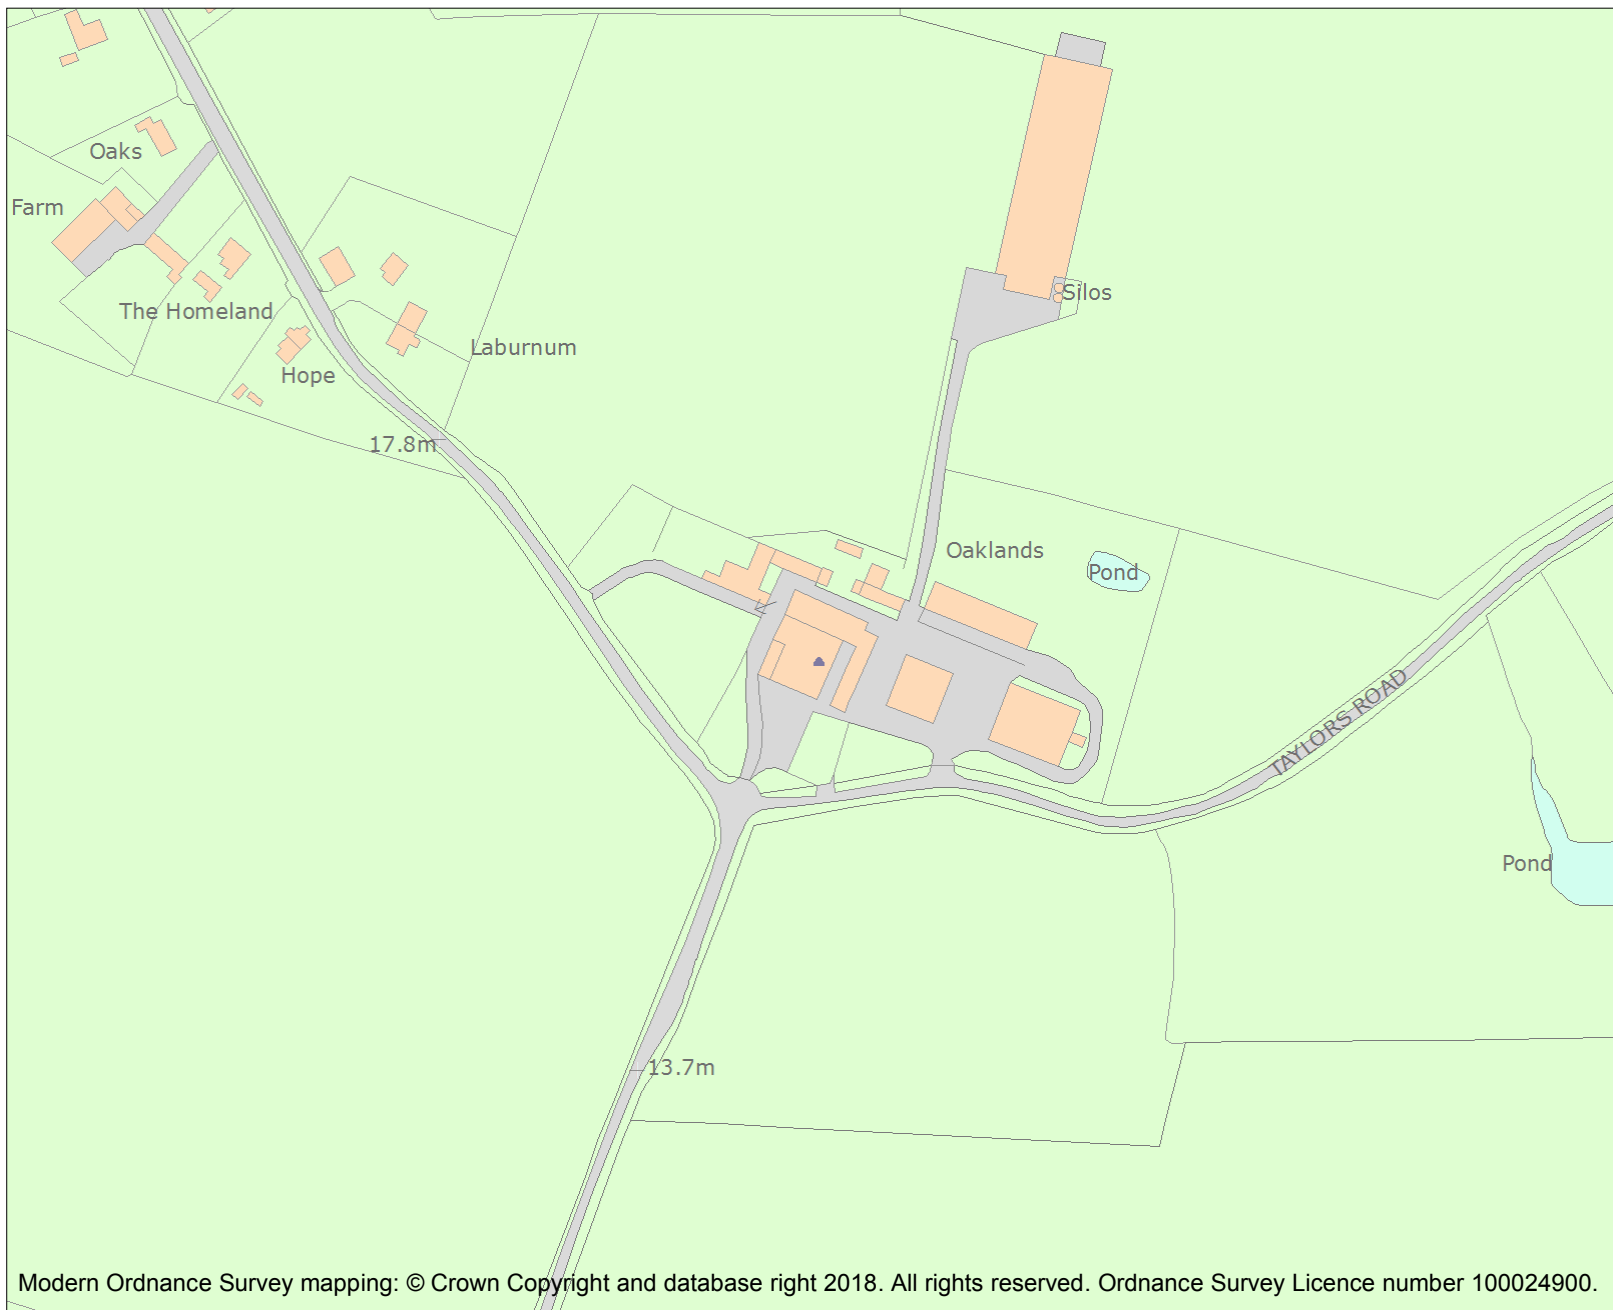 Oaks
Farm
Silos
The Homeland
Laburnum
Hope
17.8m
Oaklands
Pond
TAYLORS ROAD
Pond
13.7m
Modern Ordnance Survey mapping: © Crown Copyright and database right 2018. All rights reserved. Ordnance Survey Licence number 100024900.